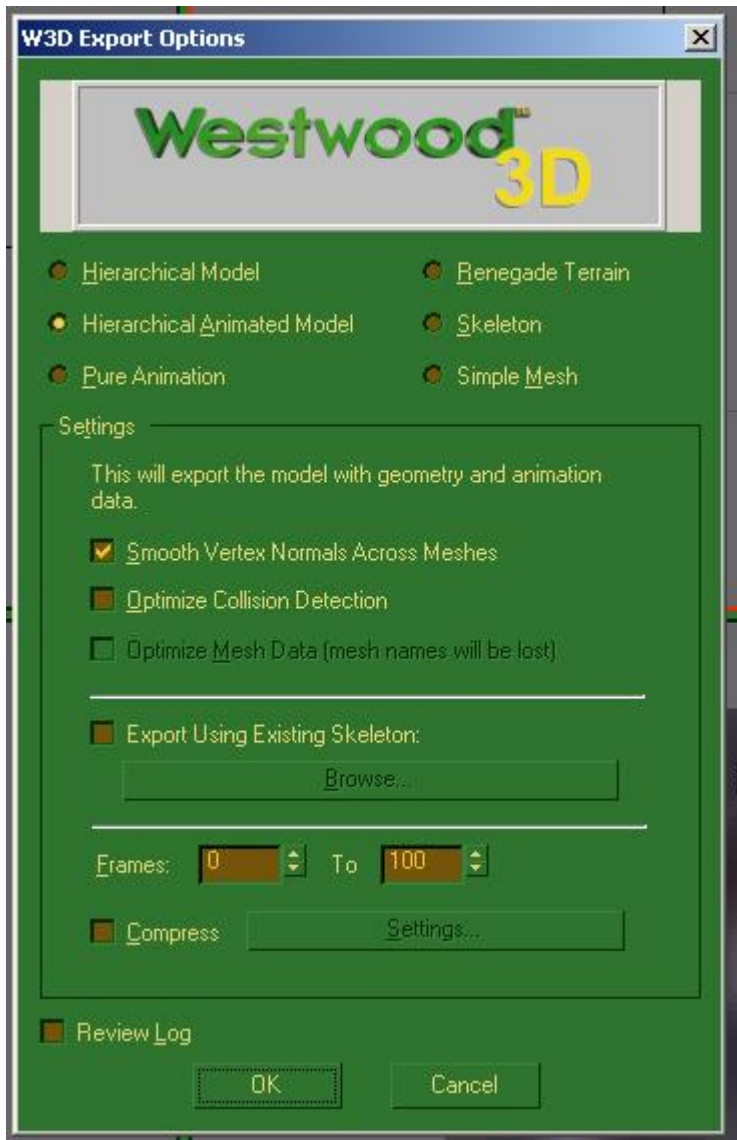 W3D Export Options
Westwood™
3D
Hierarchical Model
Renegade Terrain
Hierarchical Animated Model
Skeleton
Pure Animation
Simple Mesh
Settings
This will export the model with geometry and animation
data.
Smooth Vertex Normals Across Meshes
Optimize Collision Detection
Optimize Mesh Data (mesh names will be lost)
Export Using Existing Skeleton:
Browse...
Frames: 0 To 100
Compress Settings...
Review Log
OK Cancel